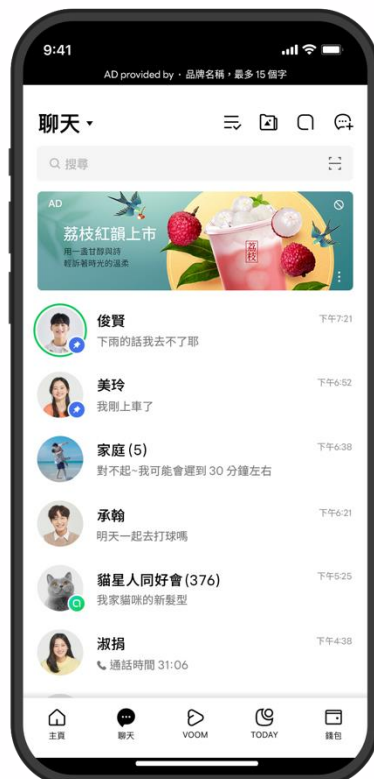 9:41
AD provided by・品牌名稱，最多 15 個字
聊天
搜尋
AD
荔枝紅韻上市
用一盞甘醇與詩
輕訴著時光的溫柔
荔枝
俊賢
下午7:21
下雨的話我去不了耶
美玲
下午6:52
我剛上車了
家庭 (5)
下午6:38
對不起~我可能會遲到 30 分鐘左右
承翰
下午6:21
明天一起去打球嗎
貓星人同好會 (376)
下午5:25
我家貓咪的新髮型
淑捐
下午4:38
通話時間 31:06
主頁
聊天
VOOM
TODAY
錢包